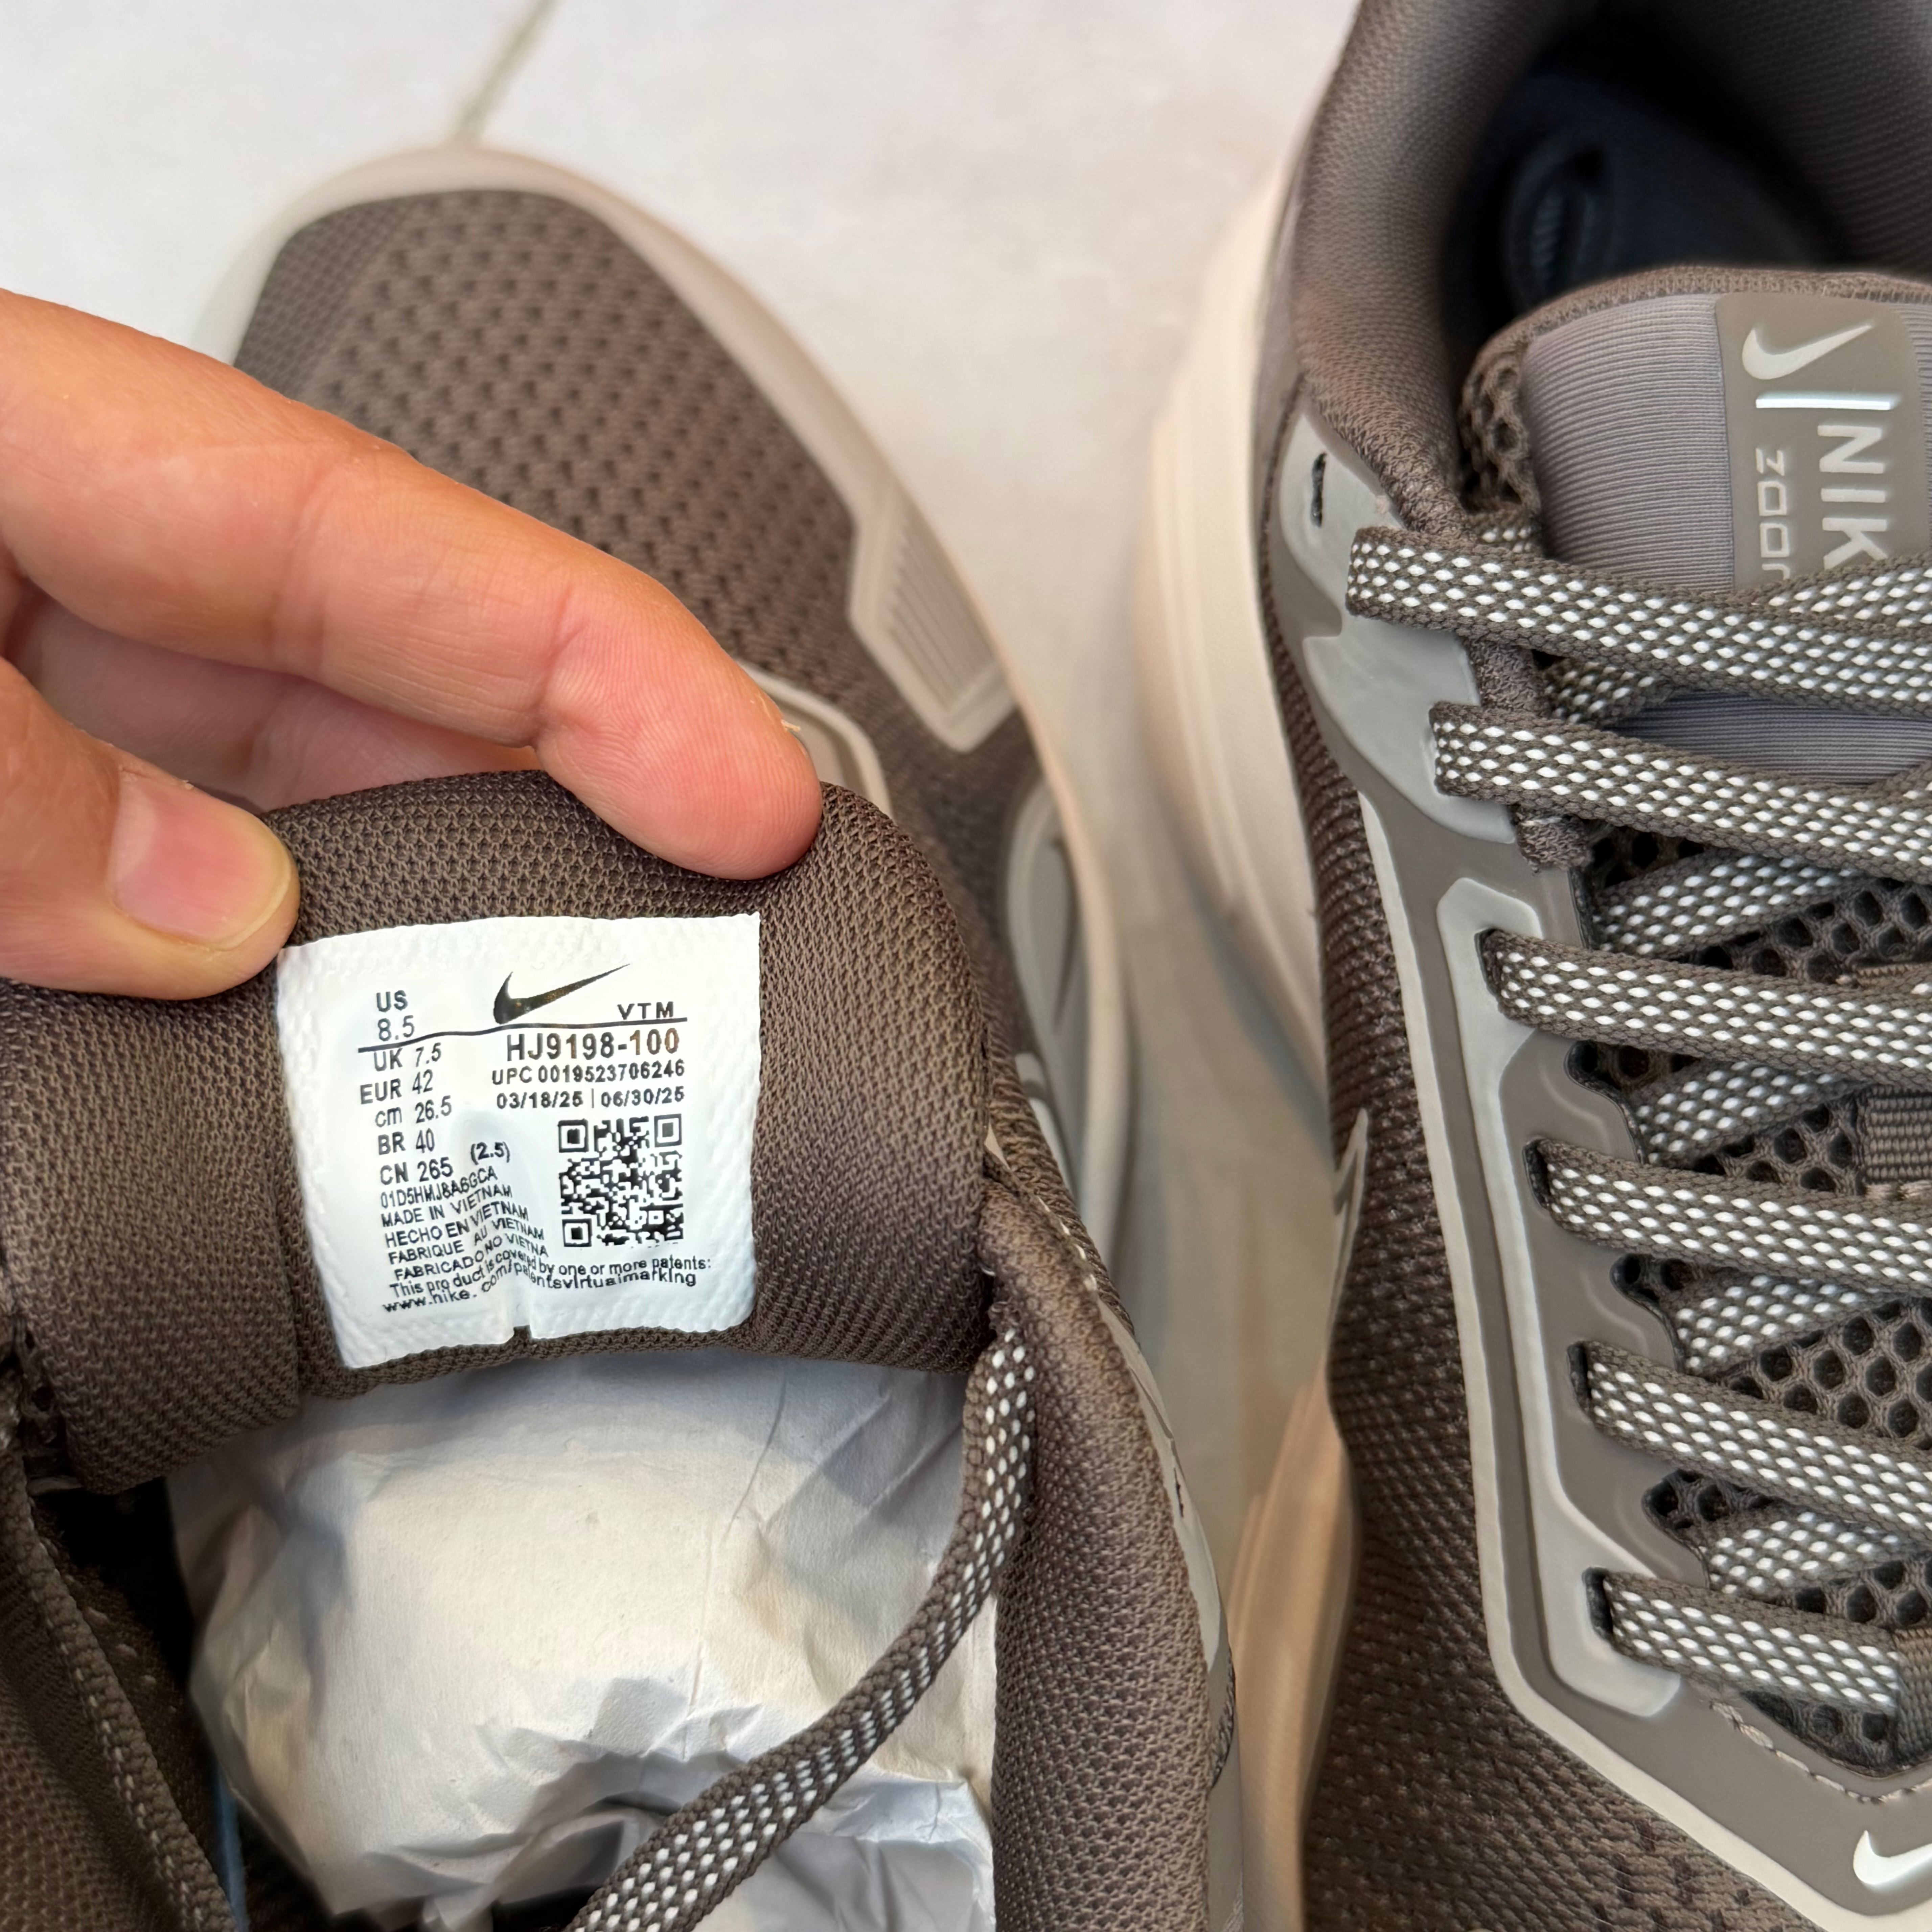 US
8.5
VTM
UK 7.5
HJ9198-100
EUR 42
UPC 0019523706246
cm 26.5
03/18/25 | 06/30/25
BR 40
CN 265 (2.5)
01D5HMJ8A6GCA
MADE IN VIETNAM
HECHO EN VIETNAM
FABRIQUE AU VIETNAM
FABRICADO NO VIETNA
This product is covered by one or more patents:
www.nike.com/patentsvirtualmarking
NIK
zoom